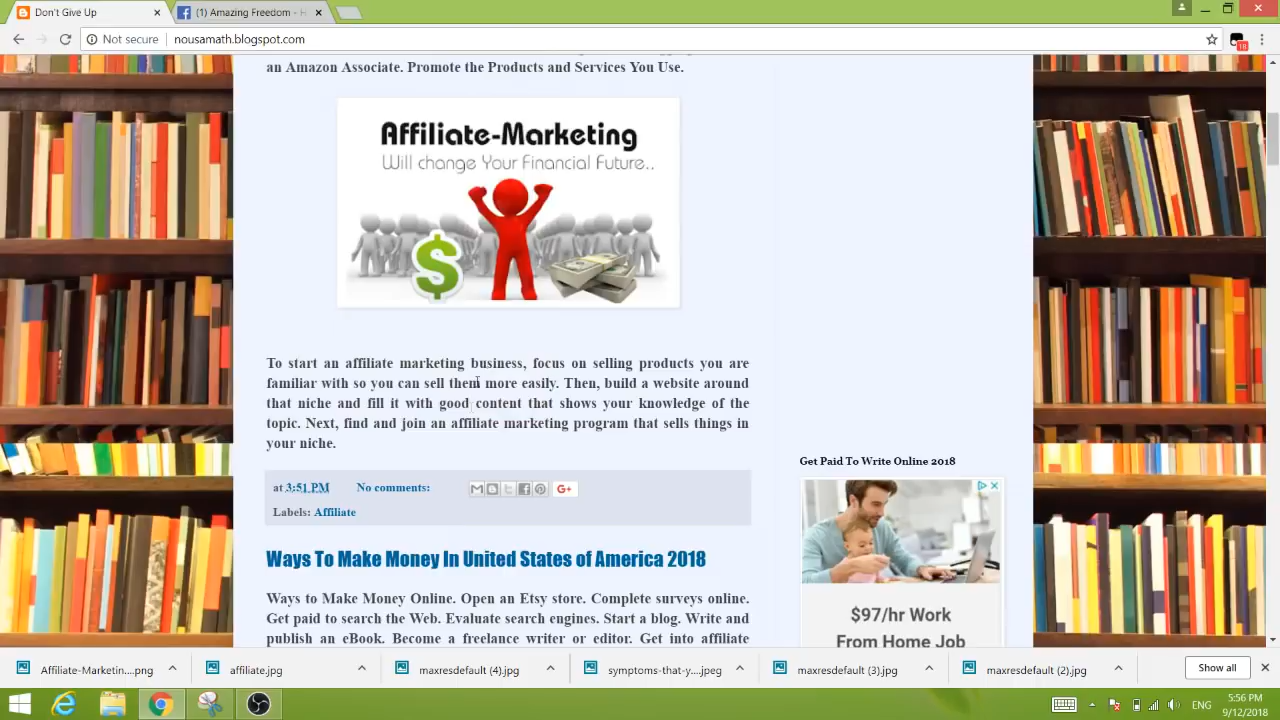 Don't Give Up
(1) Amazing Freedom - H
Not secure
nousamath.blogspot.com
18
an Amazon Associate. Promote the Products and Services You Use.
Affiliate-Marketing
Will change Your Financial Future..
$
To start an affiliate marketing business, focus on selling products you are
familiar with so you can sell them more easily. Then, build a website around
that niche and fill it with good content that shows your knowledge of the
topic. Next, find and join an affiliate marketing program that sells things in
your niche.
at 3:51 PM No comments:
G+
Labels: Affiliate
Ways To Make Money In United States of America 2018
Ways to Make Money Online. Open an Etsy store. Complete surveys online.
Get paid to search the Web. Evaluate search engines. Start a blog. Write and
publish an eBook. Become a freelance writer or editor. Get into affiliate
Get Paid To Write Online 2018
$97/hr Work
From Home Job
Affiliate-Marketin....png
affiliate.jpg
maxresdefault (4).jpg
symptoms-that-y....jpeg
maxresdefault (3).jpg
maxresdefault (2).jpg
Show all
ENG
5:56 PM
9/12/2018